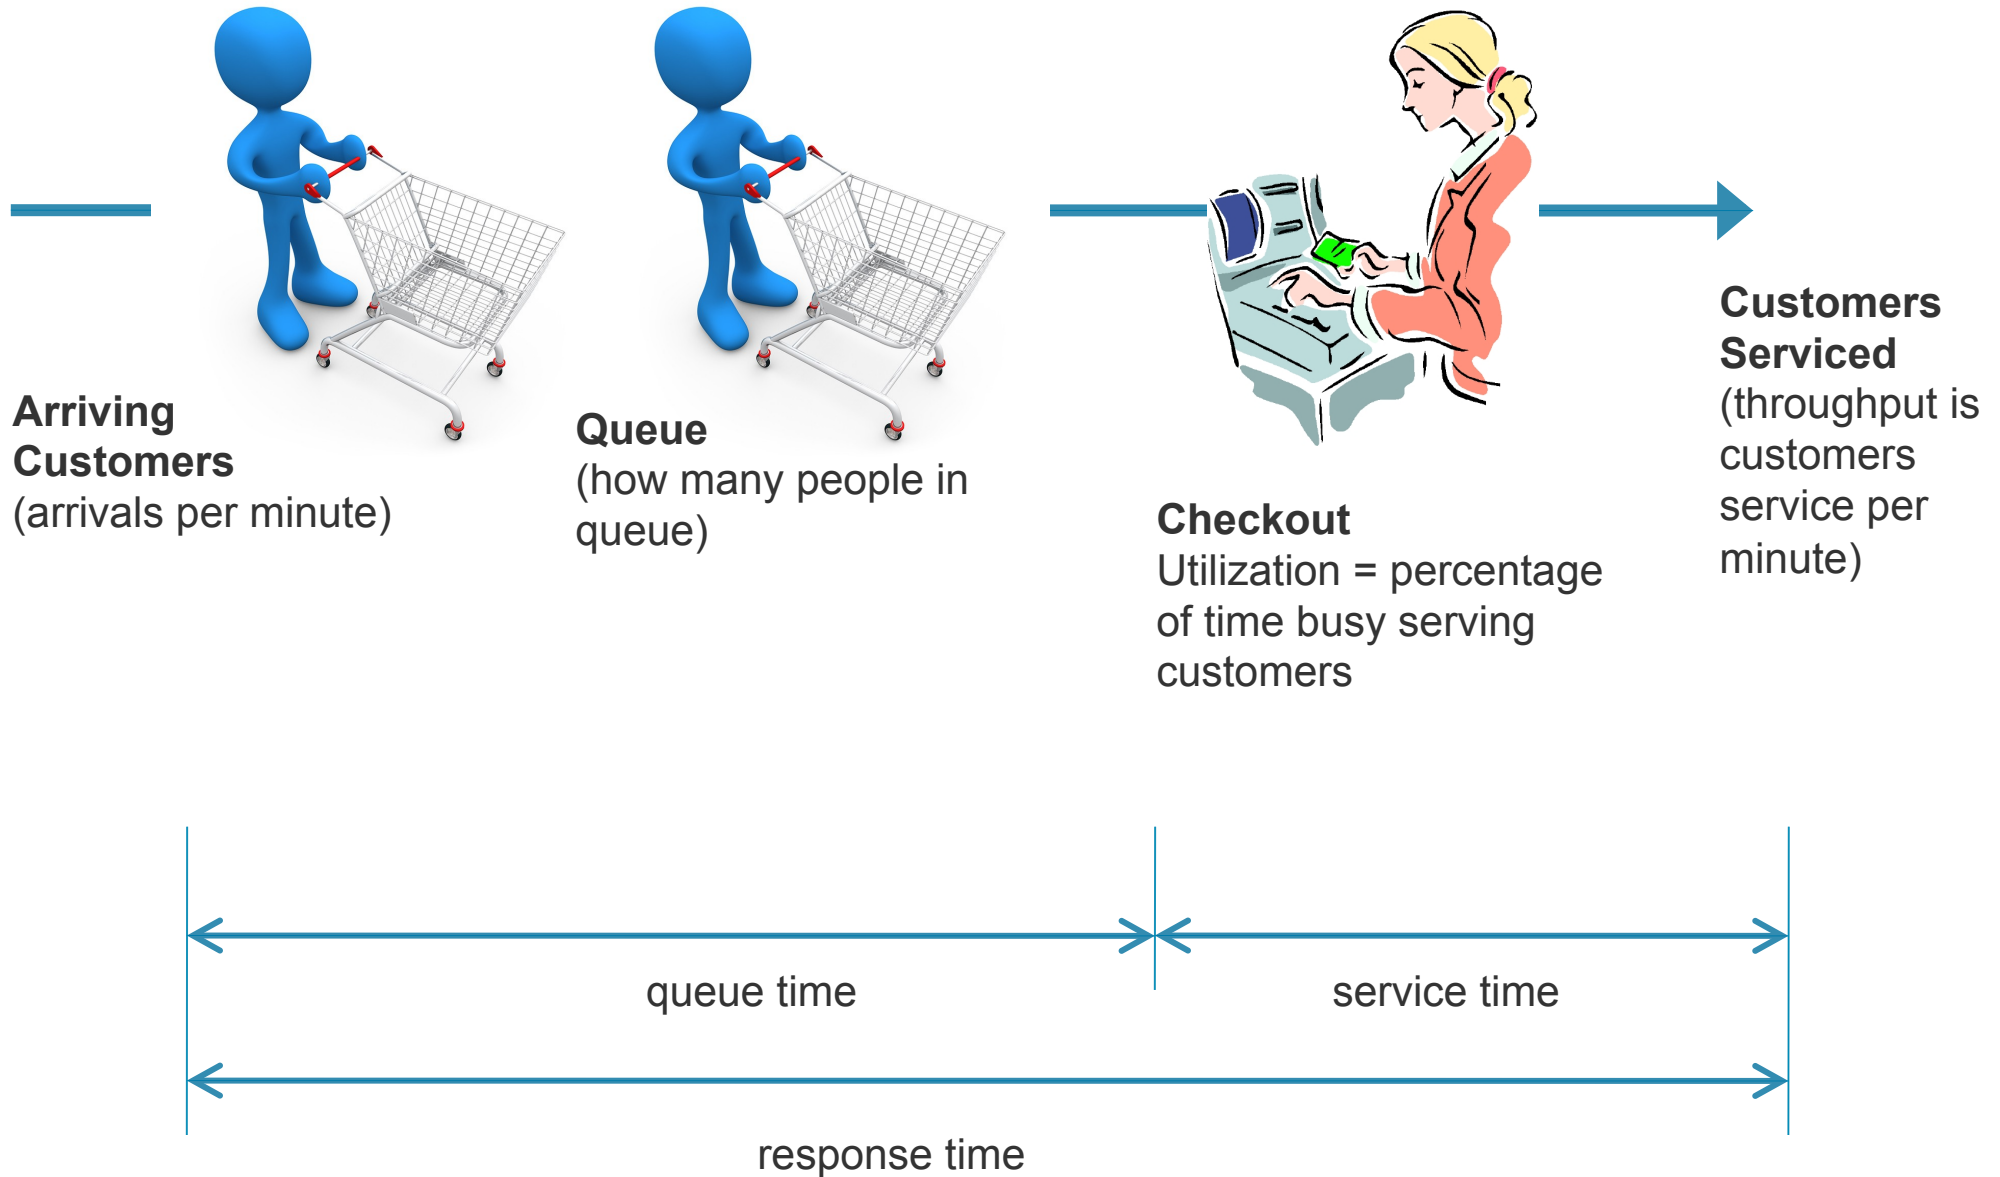 Arriving
Customers
(arrivals per minute)
Queue
(how many people in
queue)
Checkout
Utilization = percentage
of time busy serving
customers
Customers
Serviced
(throughput is
customers
service per
minute)
queue time
service time
response time